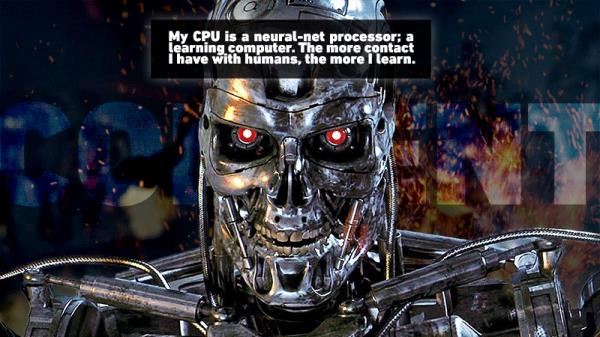 My CPU is a neural-net processor; a
learning computer. The more contact
I have with humans, the more I learn.